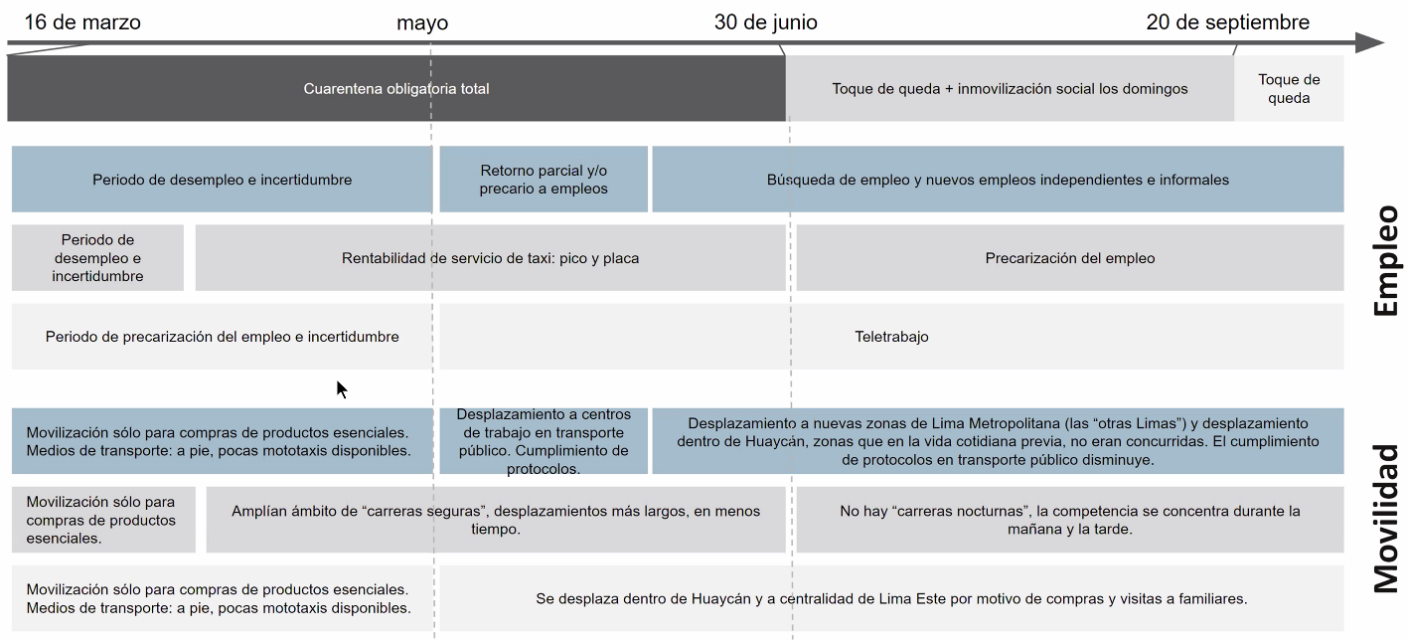 16 de marzo
mayo
30 de junio
20 de septiembre
Cuarentena obligatoria total
Toque de queda + inmovilización social los domingos
Toque de
queda
Empleo
Periodo de desempleo e incertidumbre
Retorno parcial y/o
precario a empleos
Búsqueda de empleo y nuevos empleos independientes e informales
Periodo de
desempleo e
incertidumbre
Rentabilidad de servicio de taxi: pico y placa
Precarización del empleo
Periodo de precarización del empleo e incertidumbre
Teletrabajo
Movilidad
Movilización sólo para compras de productos esenciales.
Medios de transporte: a pie, pocas mototaxis disponibles.
Desplazamiento a centros
de trabajo en transporte
público. Cumplimiento de
protocolos.
Desplazamiento a nuevas zonas de Lima Metropolitana (las “otras Limas”) y desplazamiento
dentro de Huaycán, zonas que en la vida cotidiana previa, no eran concurridas. El cumplimiento
de protocolos en transporte público disminuye.
Movilización sólo para
compras de productos
esenciales.
Amplían ámbito de “carreras seguras”, desplazamientos más largos, en menos
tiempo.
No hay “carreras nocturnas”, la competencia se concentra durante la
mañana y la tarde.
Movilización sólo para compras de productos esenciales.
Medios de transporte: a pie, pocas mototaxis disponibles.
Se desplaza dentro de Huaycán y a centralidad de Lima Este por motivo de compras y visitas a familiares.